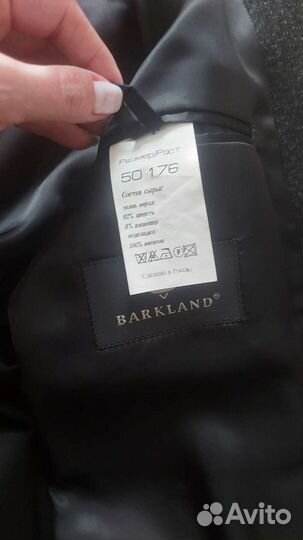 Размер/Рост
50 176
Состав сырья:
ткань верха:
92% шерсть
8% кашемир
подкладка:
100% вискоза
Сделано в России
BARKLAND®
Avito